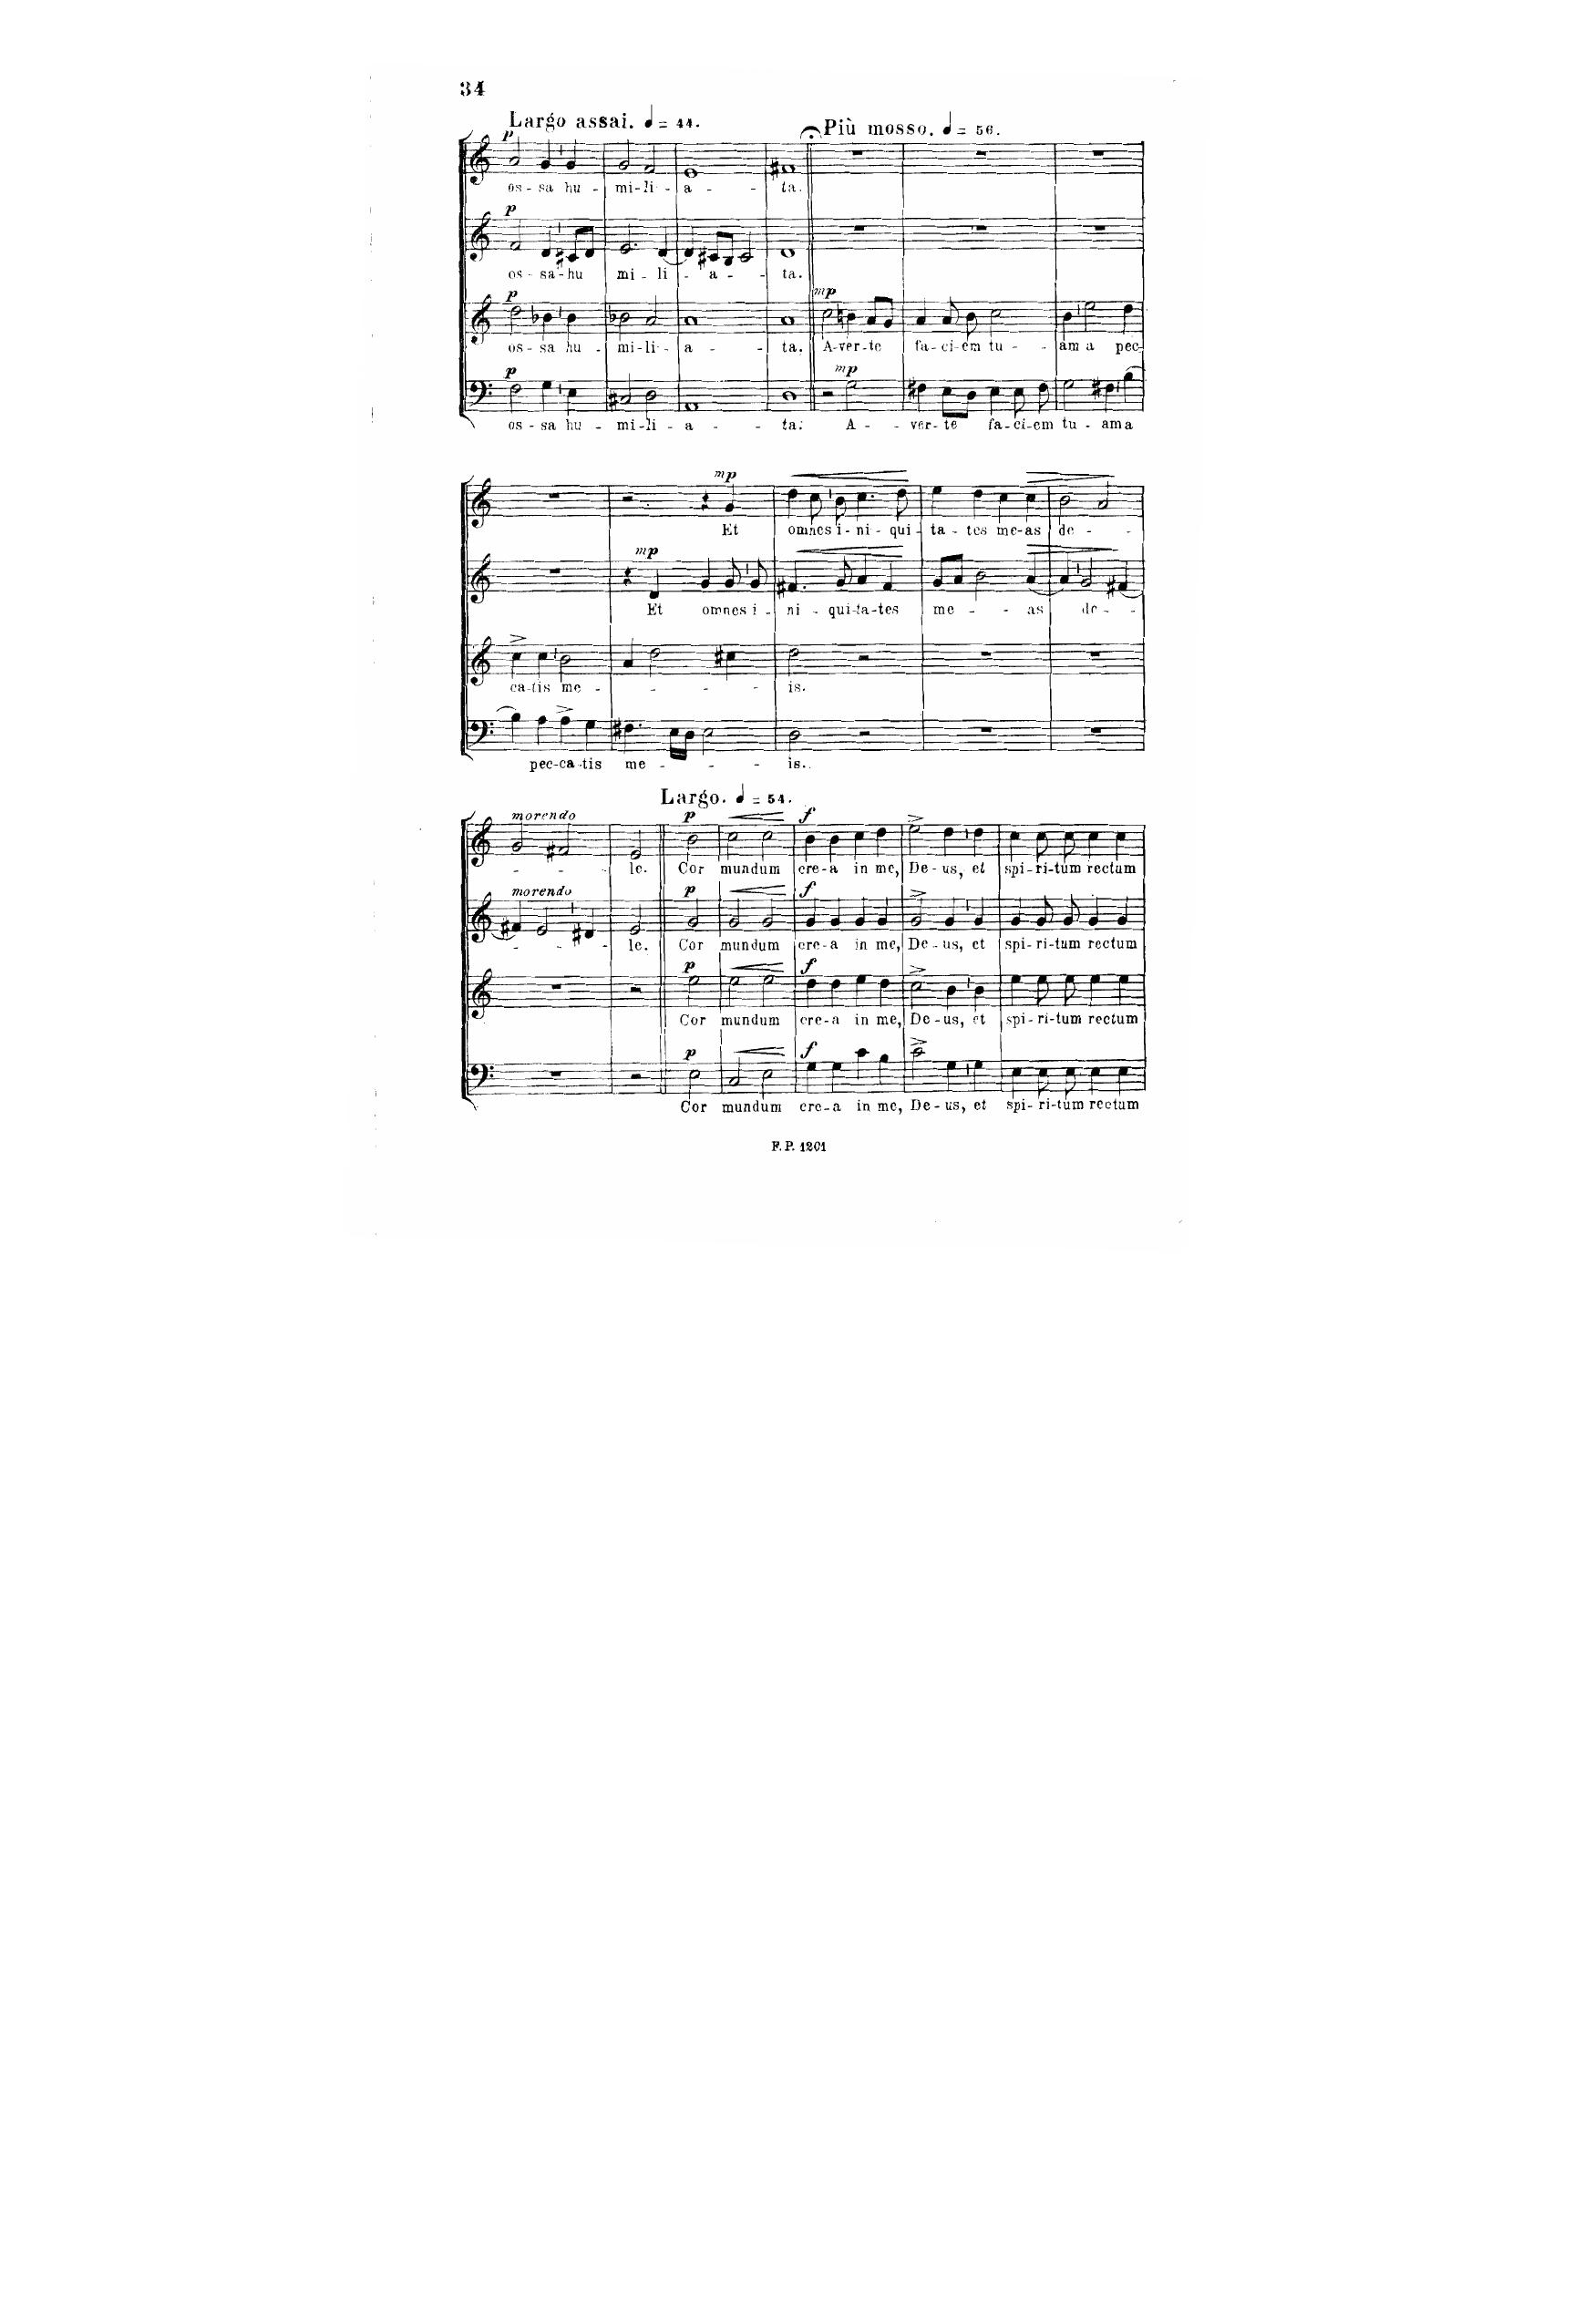 34
Largo assai. ♩ = 44.
Più mosso. ♩ = 56.
p
os - sa hu - mi - li - a - - ta.
p
os - sa - hu mi - li - a - - ta.
p mp
os - sa hu - mi - li - a - - ta. A - ver - te fa - ci - em tu - - am a pec-
p mp
os - sa hu - mi - li - a - - ta. A - - ver - te fa - ci - em tu - am a
mp
Et omnes i - ni - qui - ta - tes me - as de - - -
mp
Et omnes i - ni - qui - ta - tes me - - as de - -
ca - tis me - - - - is.
pec - ca - tis me - - - is.
Largo. ♩ = 54.
morendo p f
- - - le. Cor mundum cre - a in me, De - us, et spi - ri - tum rectum
morendo p f
- - - - le. Cor mundum cre - a in me, De - us, et spi - ri - tum rectum
p f
Cor mundum cre - a in me, De - us, et spi - ri - tum rectum
p f
Cor mundum cre - a in me, De - us, et spi - ri - tum rectum
F. P. 1201